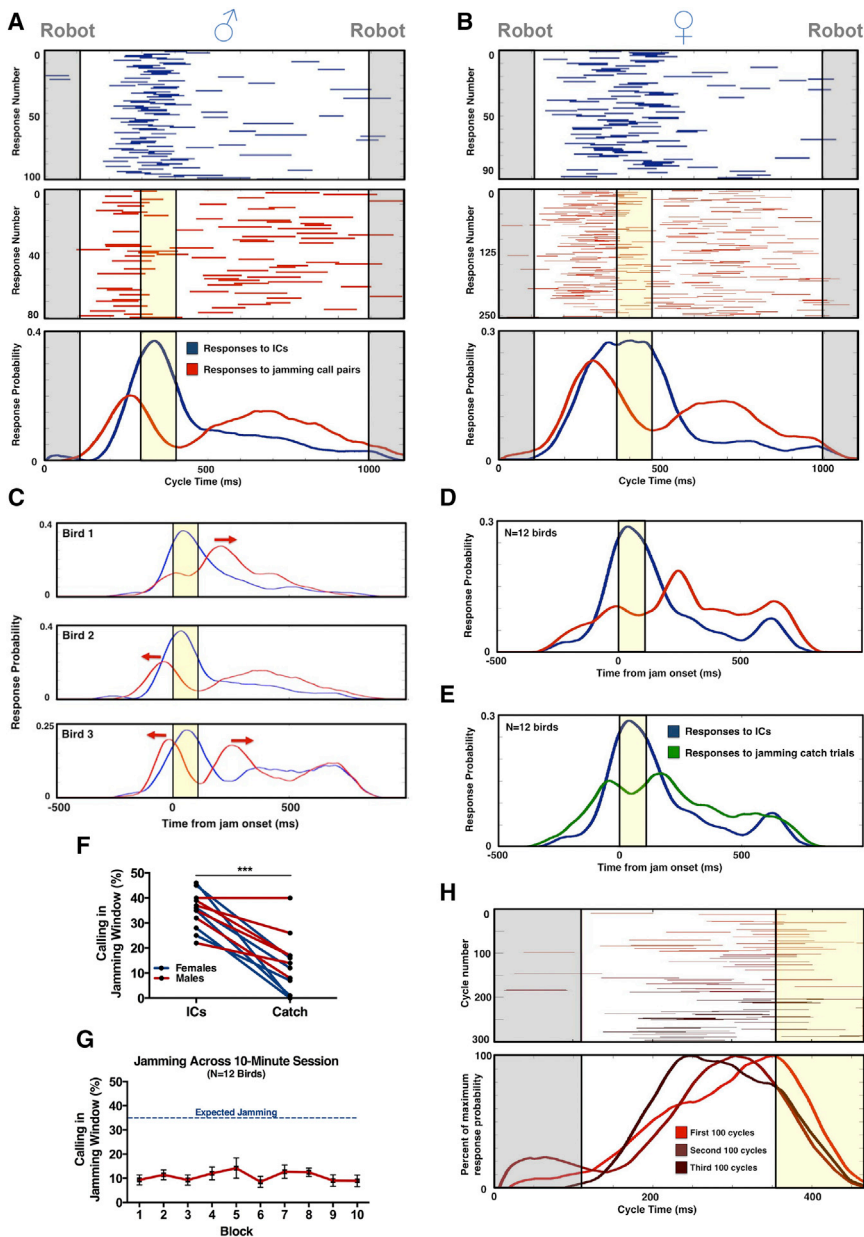 A
Robot
♂
Robot
Response Number
0
50
100
Response Number
0
40
80
Response Probability
0.4
0
Responses to ICs
Responses to jamming call pairs
0
500
1000
Cycle Time (ms)
B
Robot
♀
Robot
Response Number
0
50
90
Response Number
0
125
250
Response Probability
0.3
0
0
500
1000
Cycle Time (ms)
C
Response Probability
Bird 1
0.4
0
Bird 2
0.4
0
Bird 3
0.25
0
-500
0
500
Time from jam onset (ms)
D
Response Probability
0.3
0
N=12 birds
-500
0
500
Time from jam onset (ms)
E
Response Probability
0.3
0
N=12 birds
Responses to ICs
Responses to jamming catch trials
-500
0
500
Time from jam onset (ms)
F
Calling in
Jamming Window (%)
50
40
30
20
10
0
***
Females
Males
ICs
Catch
G
Jamming Across 10-Minute Session
(N=12 Birds)
Calling in
Jamming Window (%)
50
40
30
20
10
0
Expected Jamming
1 2 3 4 5 6 7 8 9 10
Block
H
Cycle number
0
100
200
300
Percent of maximum
response probability
100
50
0
First 100 cycles
Second 100 cycles
Third 100 cycles
200
400
Cycle Time (ms)